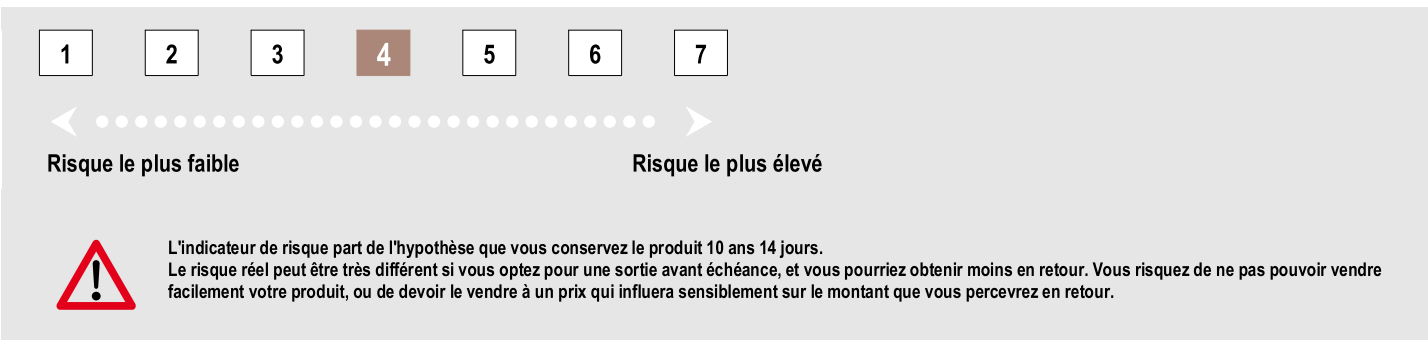 1 2 3 4 5 6 7
Risque le plus faible Risque le plus élevé
L'indicateur de risque part de l'hypothèse que vous conservez le produit 10 ans 14 jours.
Le risque réel peut être très différent si vous optez pour une sortie avant échéance, et vous pourriez obtenir moins en retour. Vous risquez de ne pas pouvoir vendre
facilement votre produit, ou de devoir le vendre à un prix qui influera sensiblement sur le montant que vous percevrez en retour.